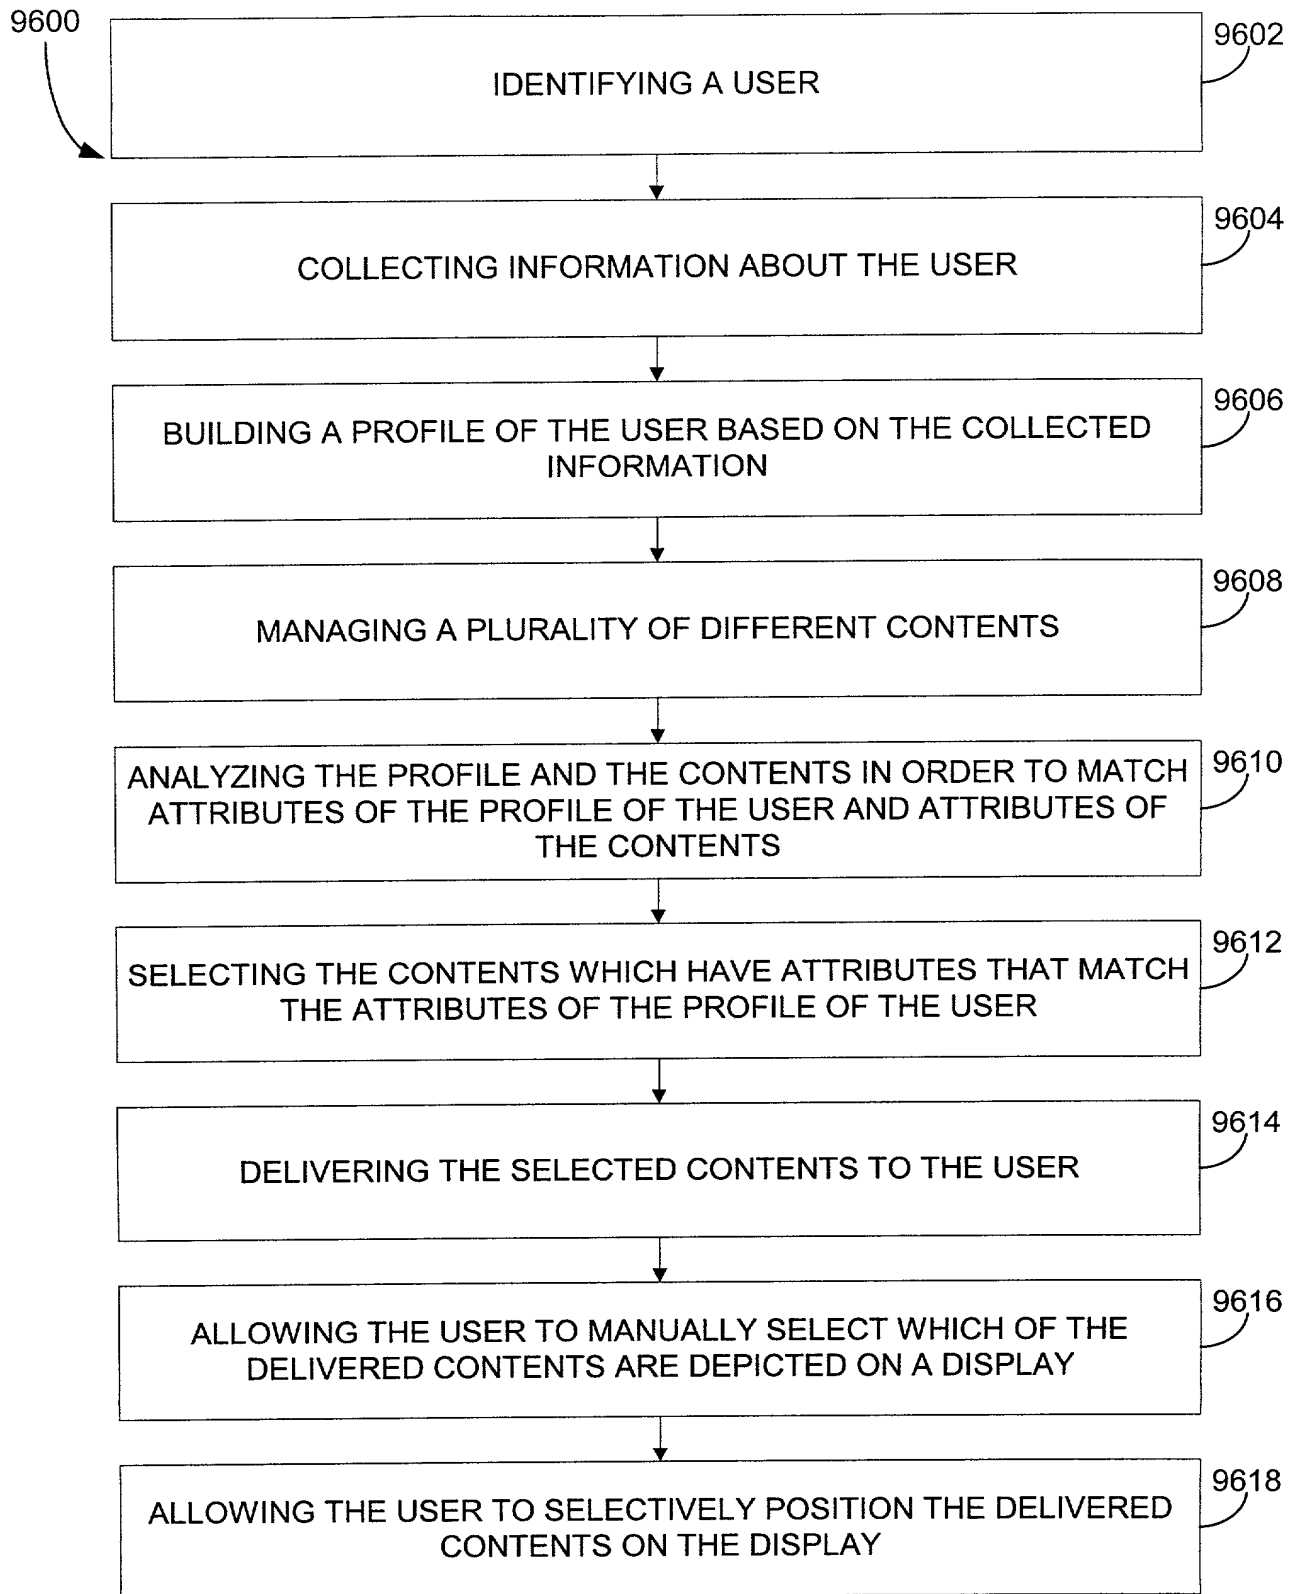 9600
9602
IDENTIFYING A USER
9604
COLLECTING INFORMATION ABOUT THE USER
9606
BUILDING A PROFILE OF THE USER BASED ON THE COLLECTED
INFORMATION
9608
MANAGING A PLURALITY OF DIFFERENT CONTENTS
9610
ANALYZING THE PROFILE AND THE CONTENTS IN ORDER TO MATCH
ATTRIBUTES OF THE PROFILE OF THE USER AND ATTRIBUTES OF
THE CONTENTS
9612
SELECTING THE CONTENTS WHICH HAVE ATTRIBUTES THAT MATCH
THE ATTRIBUTES OF THE PROFILE OF THE USER
9614
DELIVERING THE SELECTED CONTENTS TO THE USER
9616
ALLOWING THE USER TO MANUALLY SELECT WHICH OF THE
DELIVERED CONTENTS ARE DEPICTED ON A DISPLAY
9618
ALLOWING THE USER TO SELECTIVELY POSITION THE DELIVERED
CONTENTS ON THE DISPLAY